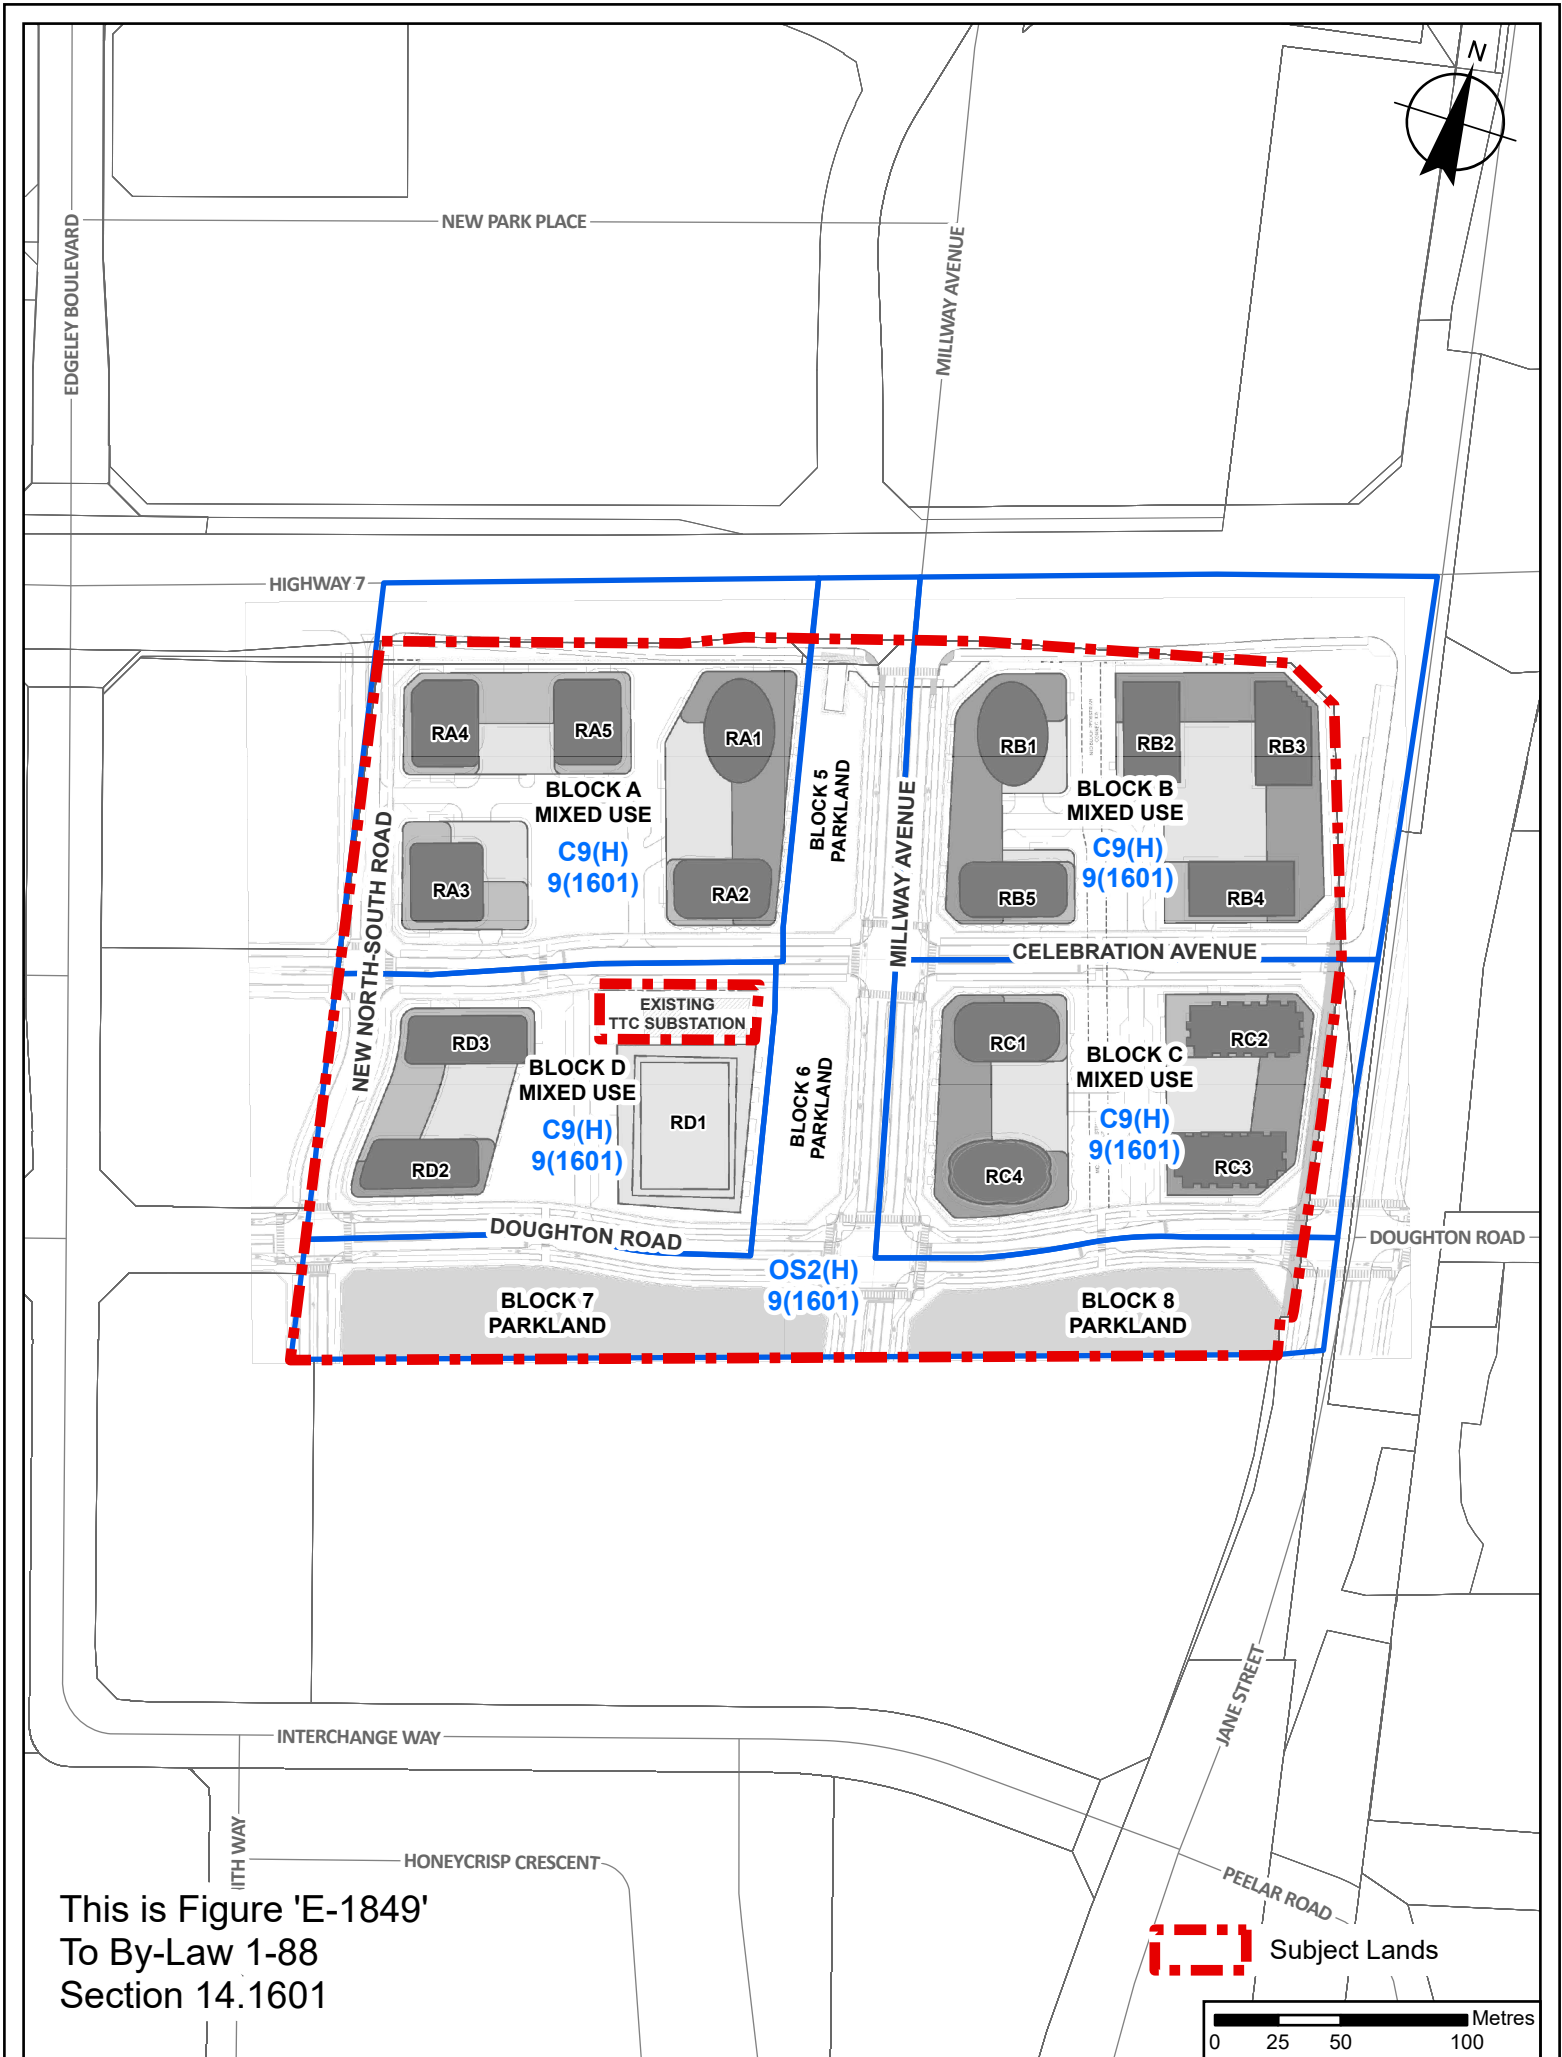 N
NEW PARK PLACE
EDGELEY BOULEVARD
MILLWAY AVENUE
HIGHWAY 7
RA4
RA5
RA1
RB1
RB2
RB3
BLOCK A
MIXED USE
C9(H)
9(1601)
BLOCK 5
PARKLAND
BLOCK B
MIXED USE
C9(H)
9(1601)
RA3
RA2
RB5
RB4
NEW NORTH-SOUTH ROAD
MILLWAY AVENUE
CELEBRATION AVENUE
EXISTING
TTC SUBSTATION
RD3
RC1
RC2
BLOCK D
MIXED USE
C9(H)
9(1601)
RD1
BLOCK 6
PARKLAND
BLOCK C
MIXED USE
C9(H)
9(1601)
RD2
RC4
RC3
DOUGHTON ROAD
DOUGHTON ROAD
OS2(H)
9(1601)
BLOCK 7
PARKLAND
BLOCK 8
PARKLAND
INTERCHANGE WAY
JANE STREET
ITH WAY
HONEYCRISP CRESCENT
PEELAR ROAD
This is Figure 'E-1849'
To By-Law 1-88
Section 14.1601
Subject Lands
Metres
0 25 50 100